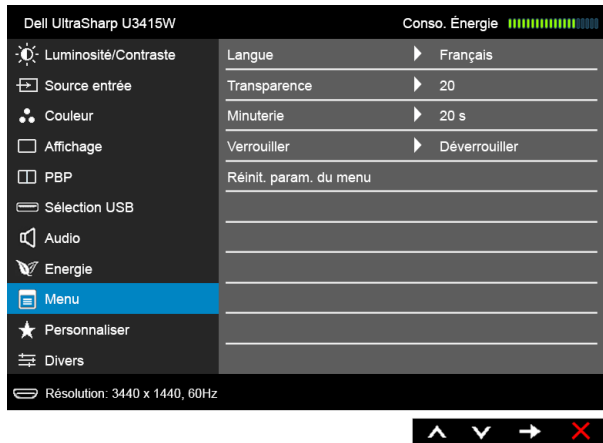 Dell UltraSharp U3415W Conso. Énergie
Luminosité/Contraste Langue Français
Source entrée Transparence 20
Couleur Minuterie 20 s
Affichage Verrouiller Déverrouiller
PBP Réinit. param. du menu
Sélection USB
Audio
Energie
Menu
Personnaliser
Divers
Résolution: 3440 x 1440, 60Hz